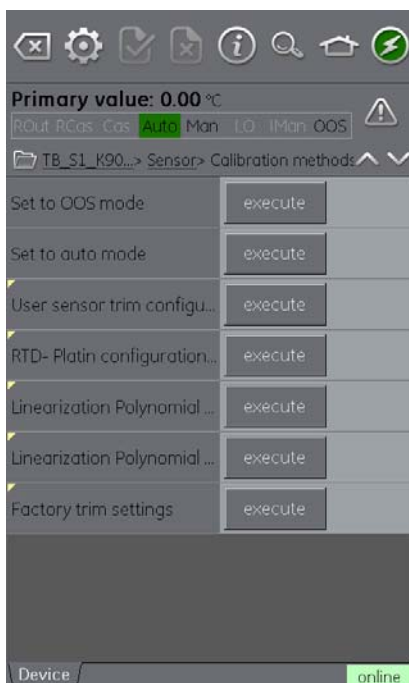 Primary value: 0.00 °C
ROut RCas Cas Auto Man LO IMan OOS
TB_S1_K90...> Sensor> Calibration methods
Set to OOS mode execute
Set to auto mode execute
User sensor trim configu... execute
RTD- Platin configuration... execute
Linearization Polynomial ... execute
Linearization Polynomial ... execute
Factory trim settings execute
Device online